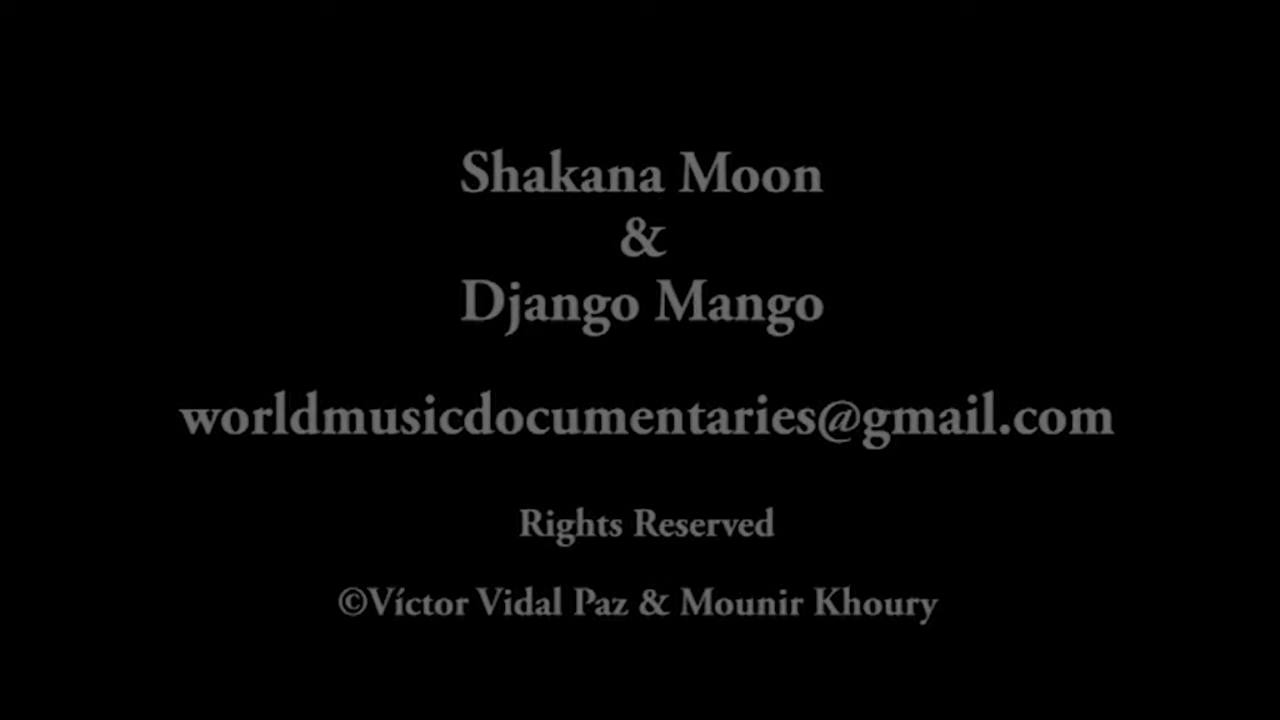 Shakana Moon
&
Django Mango
worldmusicdocumentaries@gmail.com
Rights Reserved
©Víctor Vidal Paz & Mounir Khoury